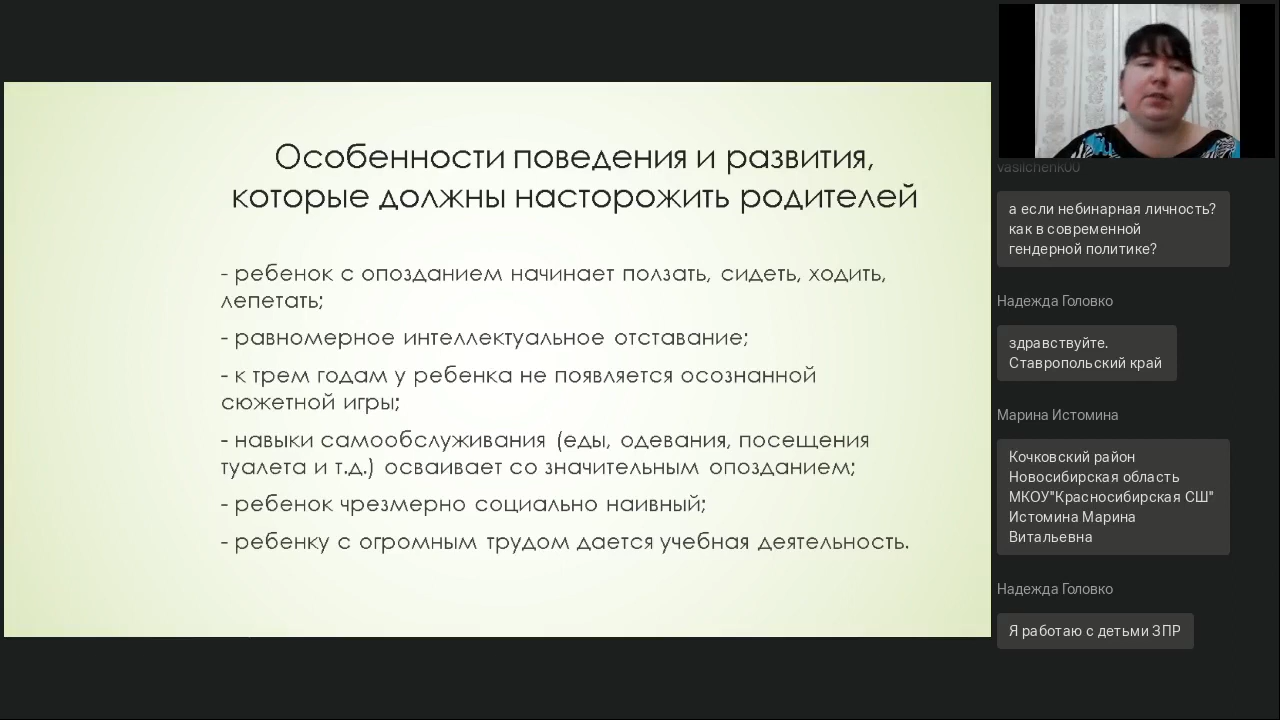 Особенности поведения и развития,
которые должны насторожить родителей
- ребенок с опозданием начинает ползать, сидеть, ходить,
лепетать;
- равномерное интеллектуальное отставание;
- к трем годам у ребенка не появляется осознанной
сюжетной игры;
- навыки самообслуживания (еды, одевания, посещения
туалета и т.д.) осваивает со значительным опозданием;
- ребенок чрезмерно социально наивный;
- ребенку с огромным трудом дается учебная деятельность.
vasilchenk00
а если небинарная личность?
как в современной
гендерной политике?
Надежда Головко
здравствуйте.
Ставропольский край
Марина Истомина
Кочковский район
Новосибирская область
МКОУ"Красносибирская СШ"
Истомина Марина
Витальевна
Надежда Головко
Я работаю с детьми ЗПР